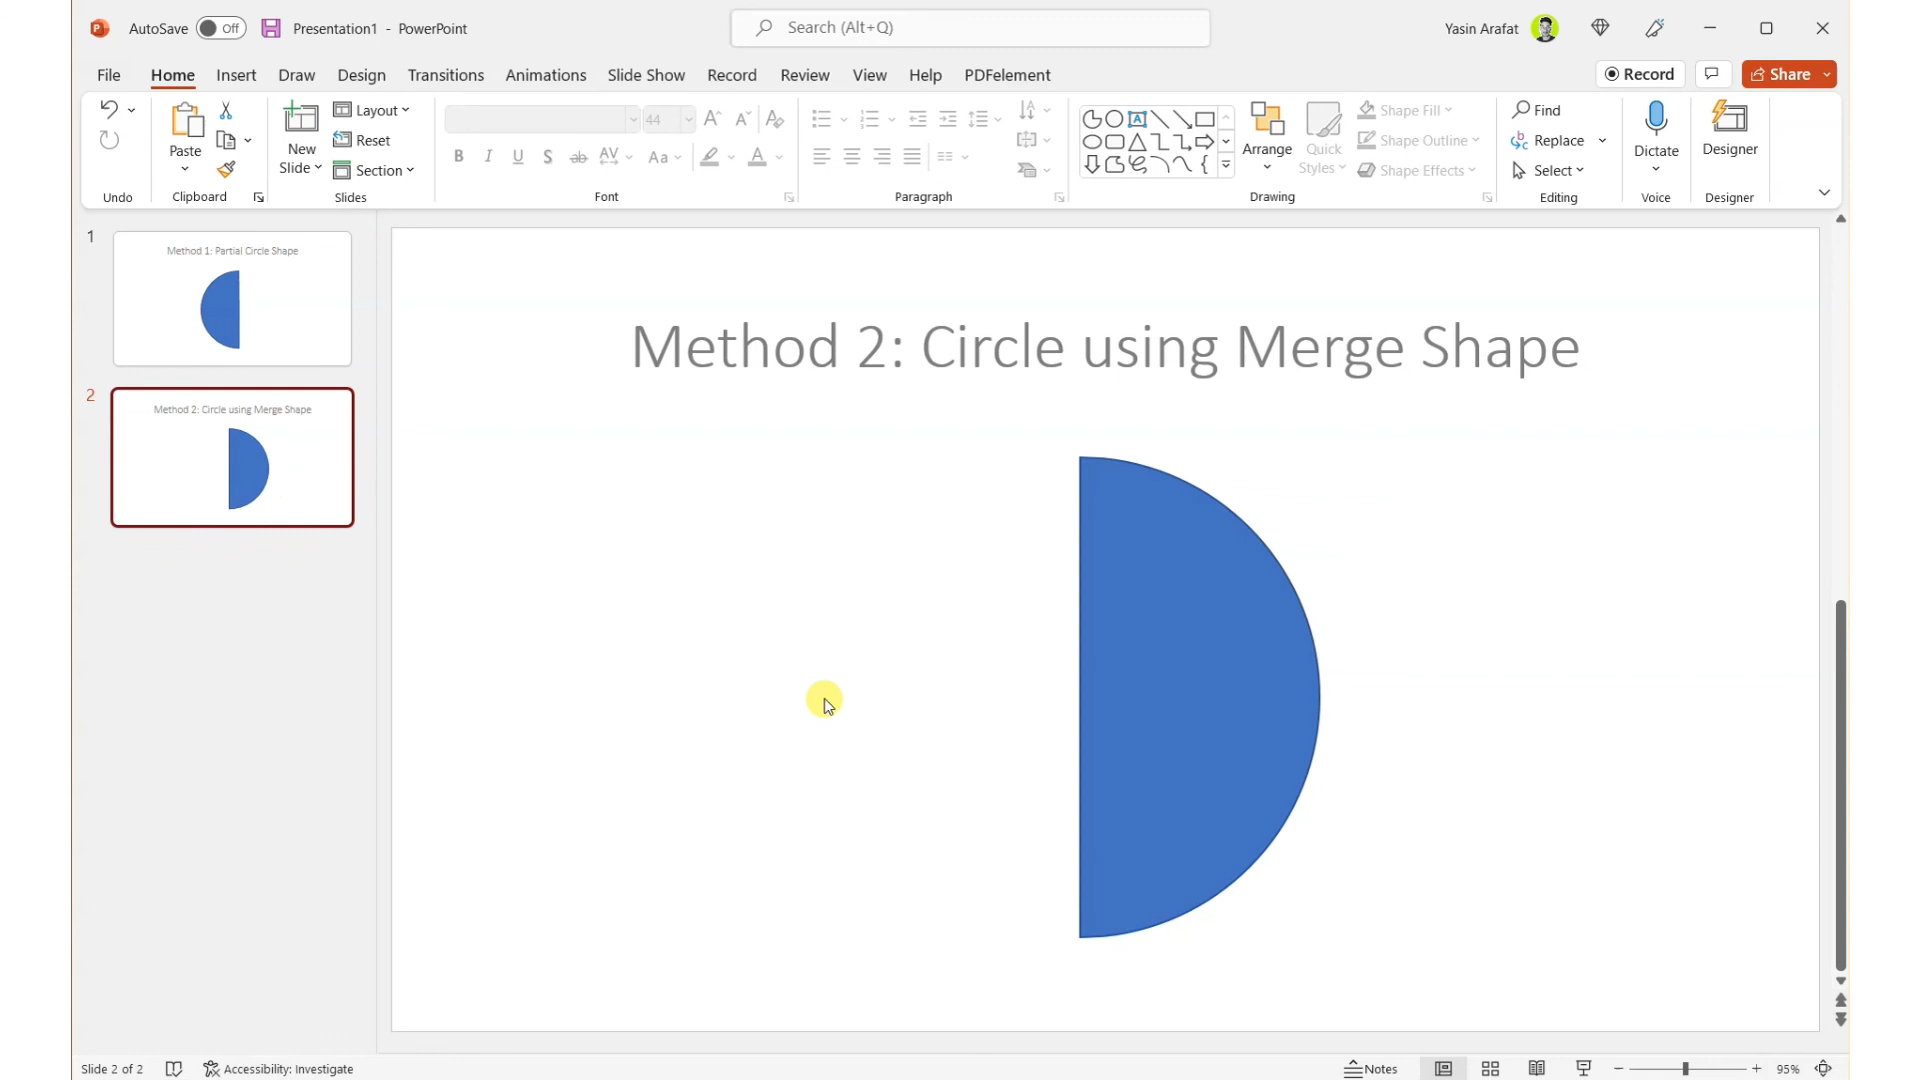 AutoSave Off Presentation1 - PowerPoint Search (Alt+Q) Yasin Arafat
File Home Insert Draw Design Transitions Animations Slide Show Record Review View Help PDFelement Record Share
Undo
Paste
Clipboard
New
Slide
Layout
Reset
Section
Slides
44
B I U S ab AV Aa A
Font
Paragraph
Arrange
Quick
Styles
Shape Fill
Shape Outline
Shape Effects
Drawing
Find
Replace
Select
Editing
Dictate
Voice
Designer
Designer
1
Method 1: Partial Circle Shape
2
Method 2: Circle using Merge Shape
Method 2: Circle using Merge Shape
Slide 2 of 2 Accessibility: Investigate Notes 95%